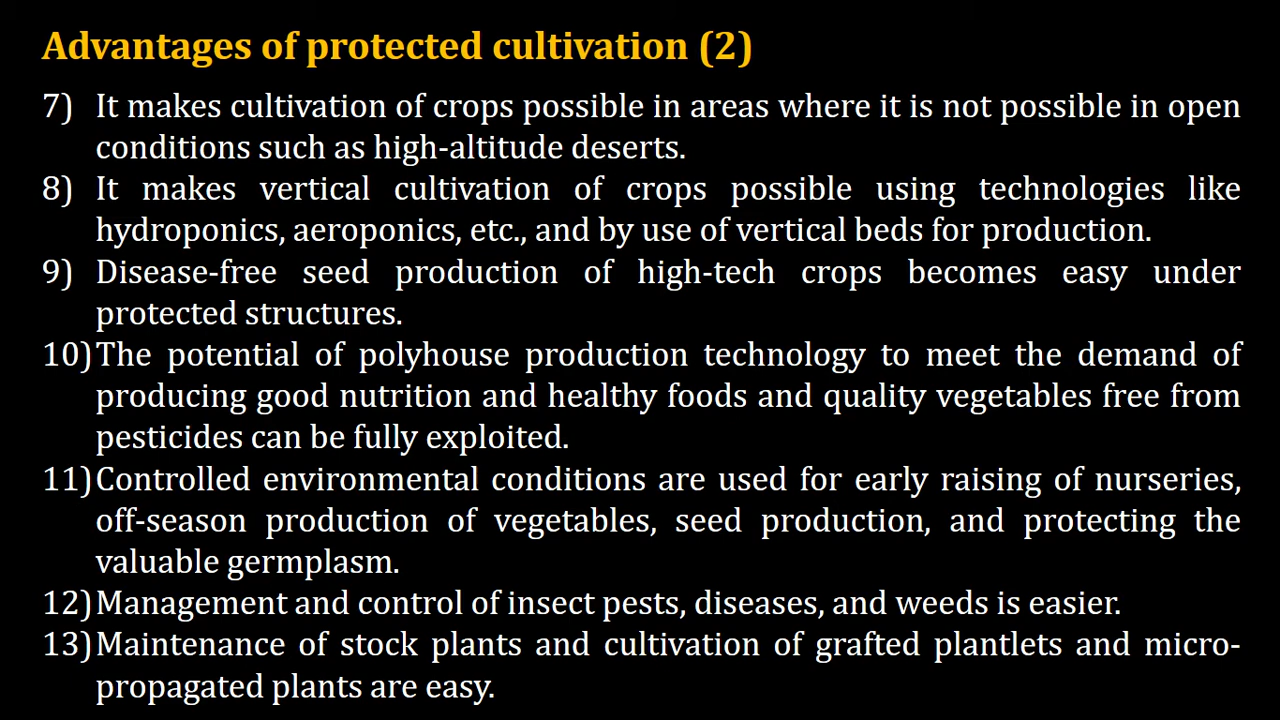 Advantages of protected cultivation (2)
7) It makes cultivation of crops possible in areas where it is not possible in open
conditions such as high-altitude deserts.
8) It makes vertical cultivation of crops possible using technologies like
hydroponics, aeroponics, etc., and by use of vertical beds for production.
9) Disease-free seed production of high-tech crops becomes easy under
protected structures.
10) The potential of polyhouse production technology to meet the demand of
producing good nutrition and healthy foods and quality vegetables free from
pesticides can be fully exploited.
11) Controlled environmental conditions are used for early raising of nurseries,
off-season production of vegetables, seed production, and protecting the
valuable germplasm.
12) Management and control of insect pests, diseases, and weeds is easier.
13) Maintenance of stock plants and cultivation of grafted plantlets and micro-
propagated plants are easy.